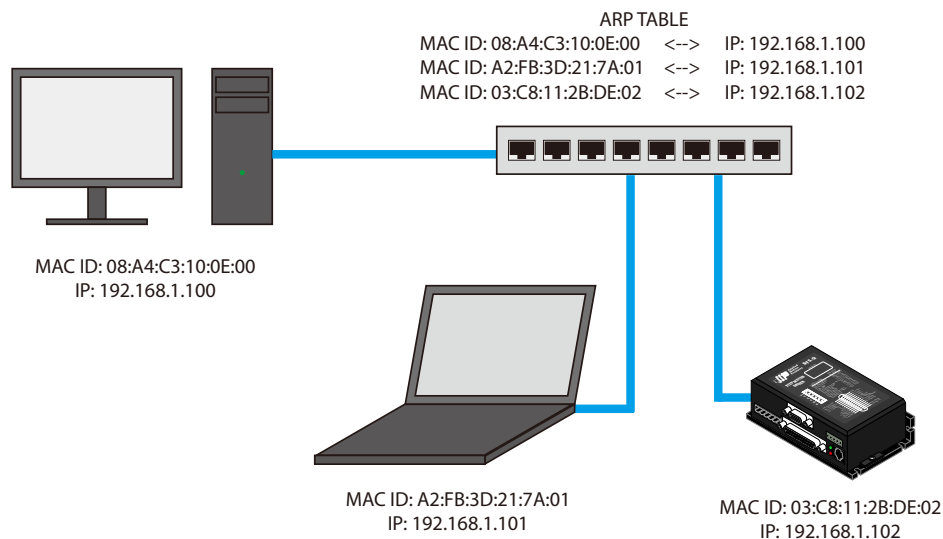 ARP TABLE
MAC ID: 08:A4:C3:10:0E:00 <--> IP: 192.168.1.100
MAC ID: A2:FB:3D:21:7A:01 <--> IP: 192.168.1.101
MAC ID: 03:C8:11:2B:DE:02 <--> IP: 192.168.1.102
MAC ID: 08:A4:C3:10:0E:00
IP: 192.168.1.100
MAC ID: A2:FB:3D:21:7A:01
IP: 192.168.1.101
MAC ID: 03:C8:11:2B:DE:02
IP: 192.168.1.102